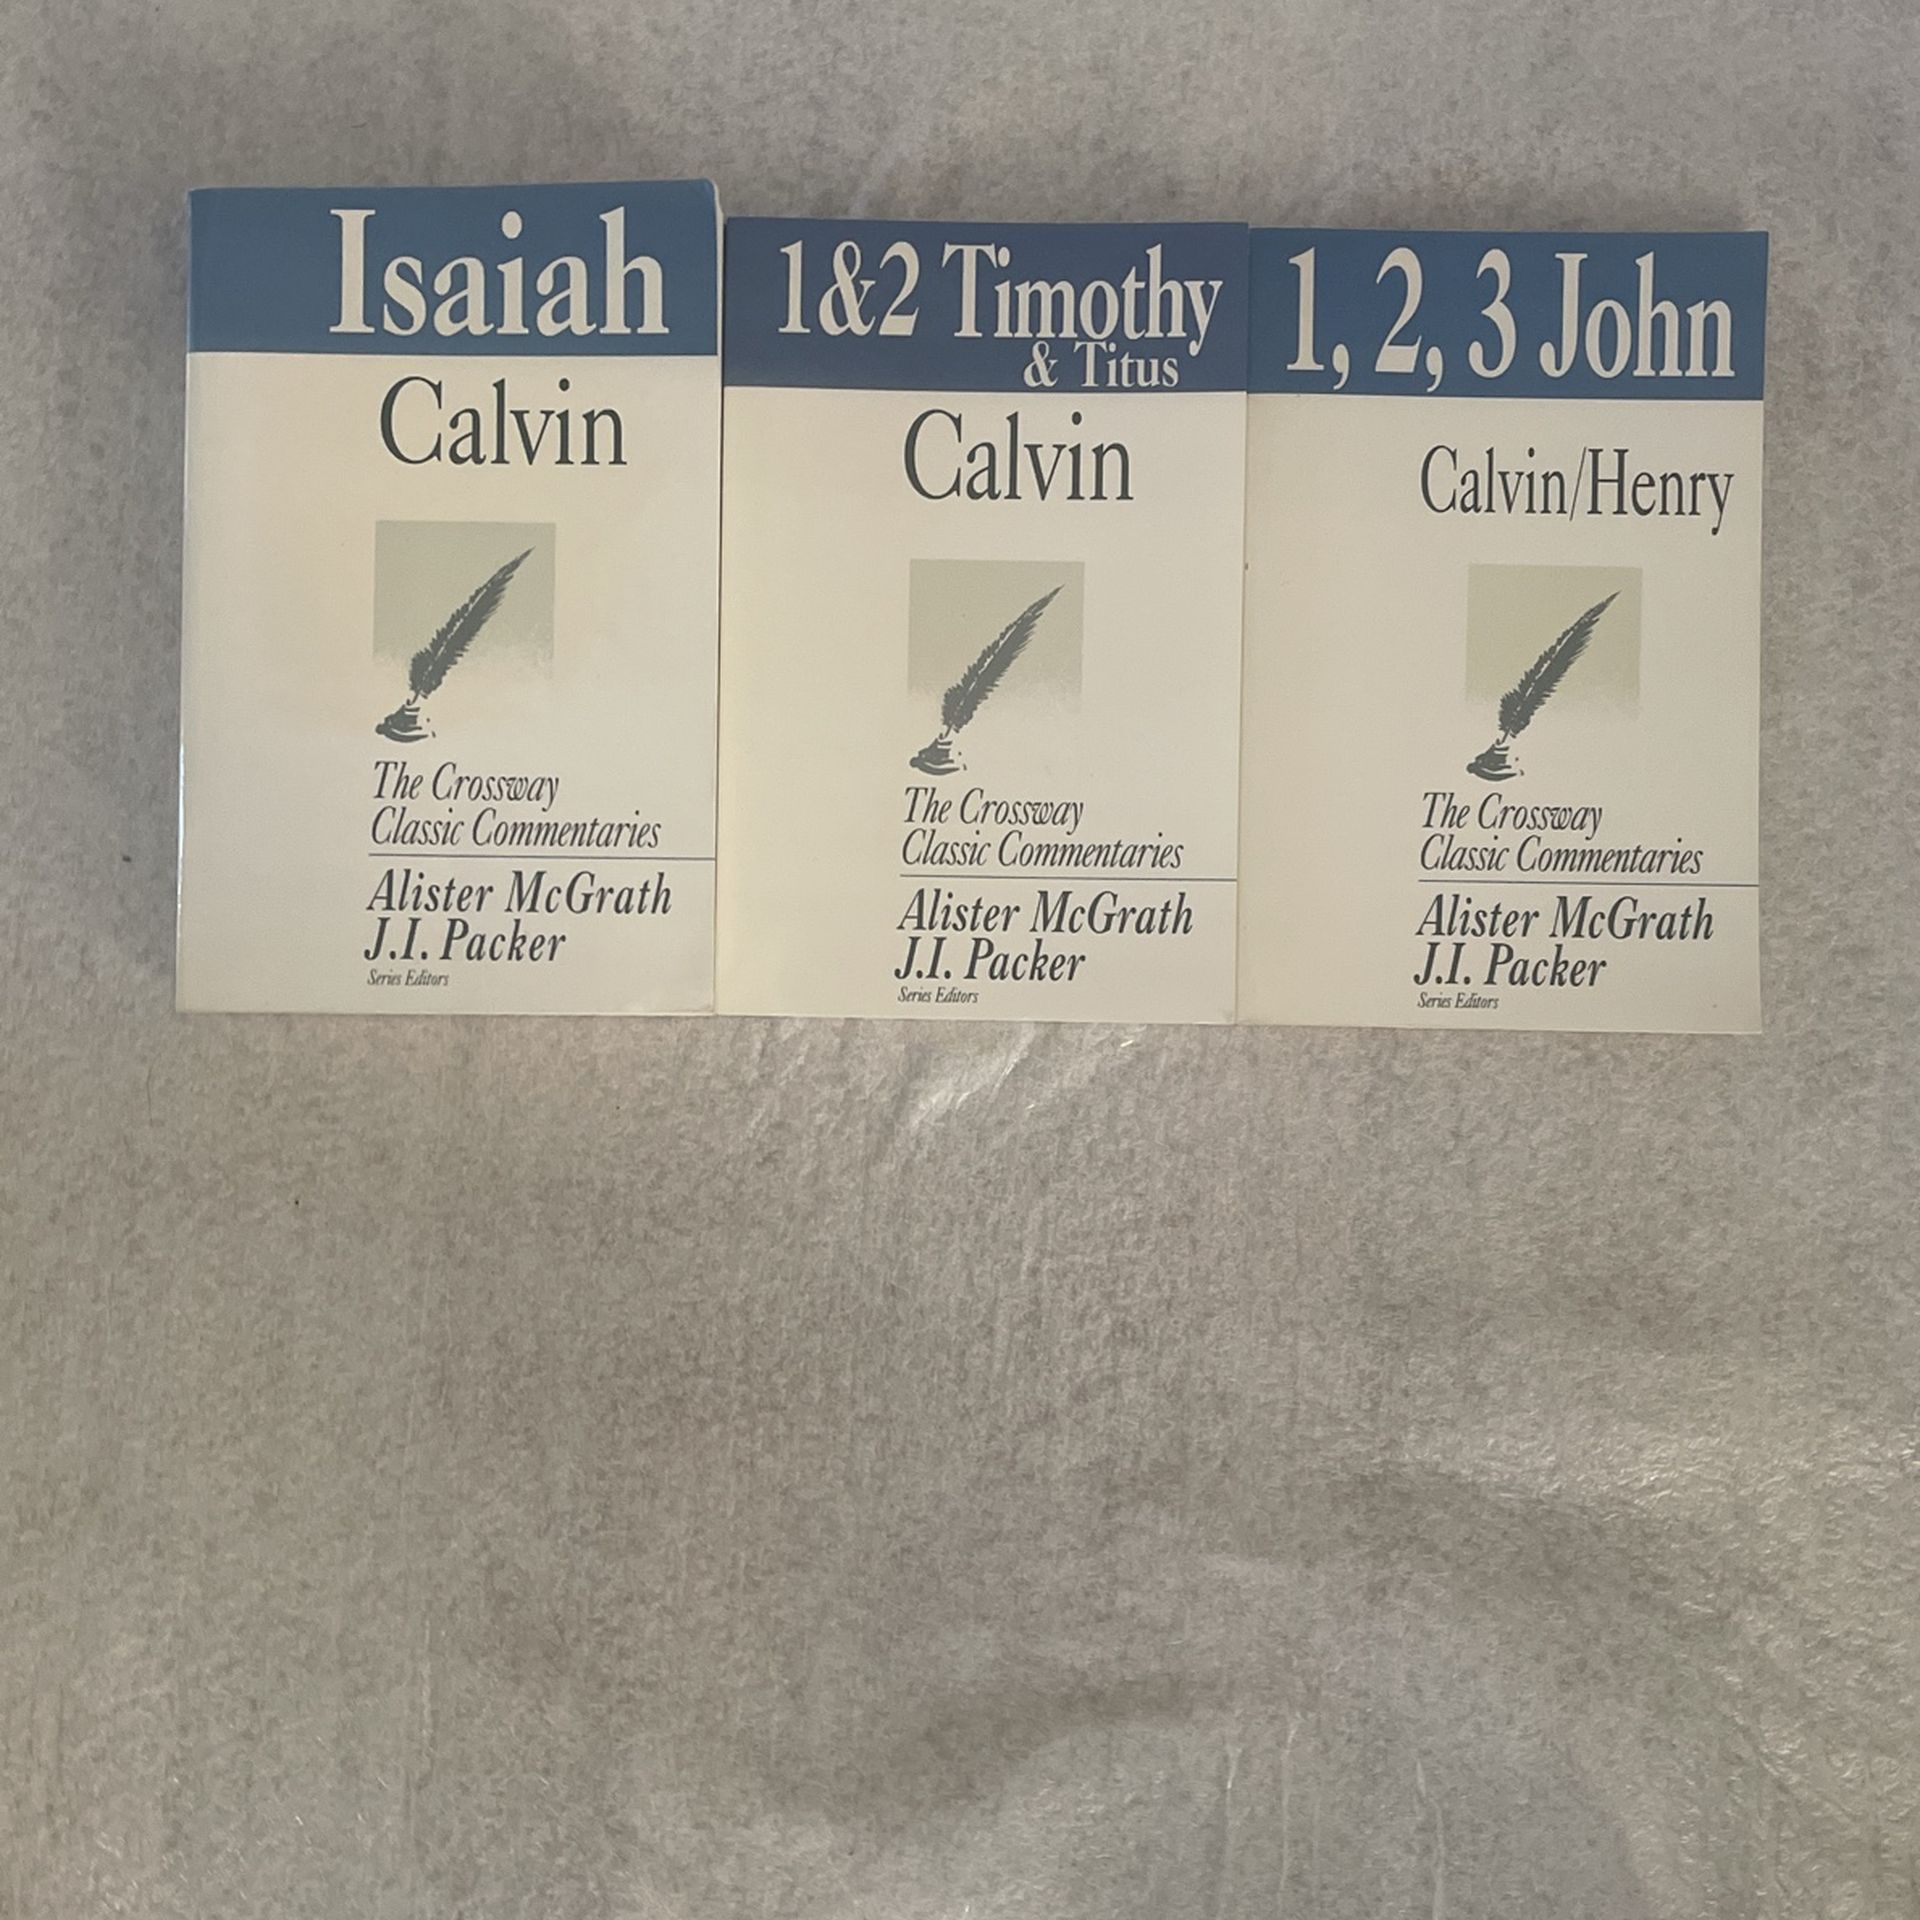 Isaiah
Calvin
The Crossway
Classic Commentaries
Alister McGrath
J.I. Packer
Series Editors
1&2 Timothy
& Titus
Calvin
The Crossway
Classic Commentaries
Alister McGrath
J.I. Packer
Series Editors
1, 2, 3 John
Calvin/Henry
The Crossway
Classic Commentaries
Alister McGrath
J.I. Packer
Series Editors